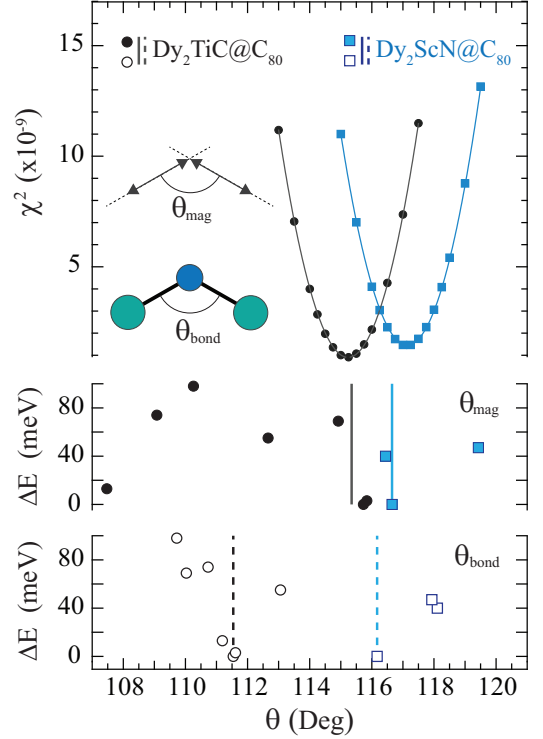 15
10
5
χ² (x10⁻⁹)
Dy₂TiC@C₈₀
Dy₂ScN@C₈₀
θmag
θbond
80
40
0
ΔE (meV)
θmag
80
40
0
ΔE (meV)
θbond
108 110 112 114 116 118 120
θ (Deg)